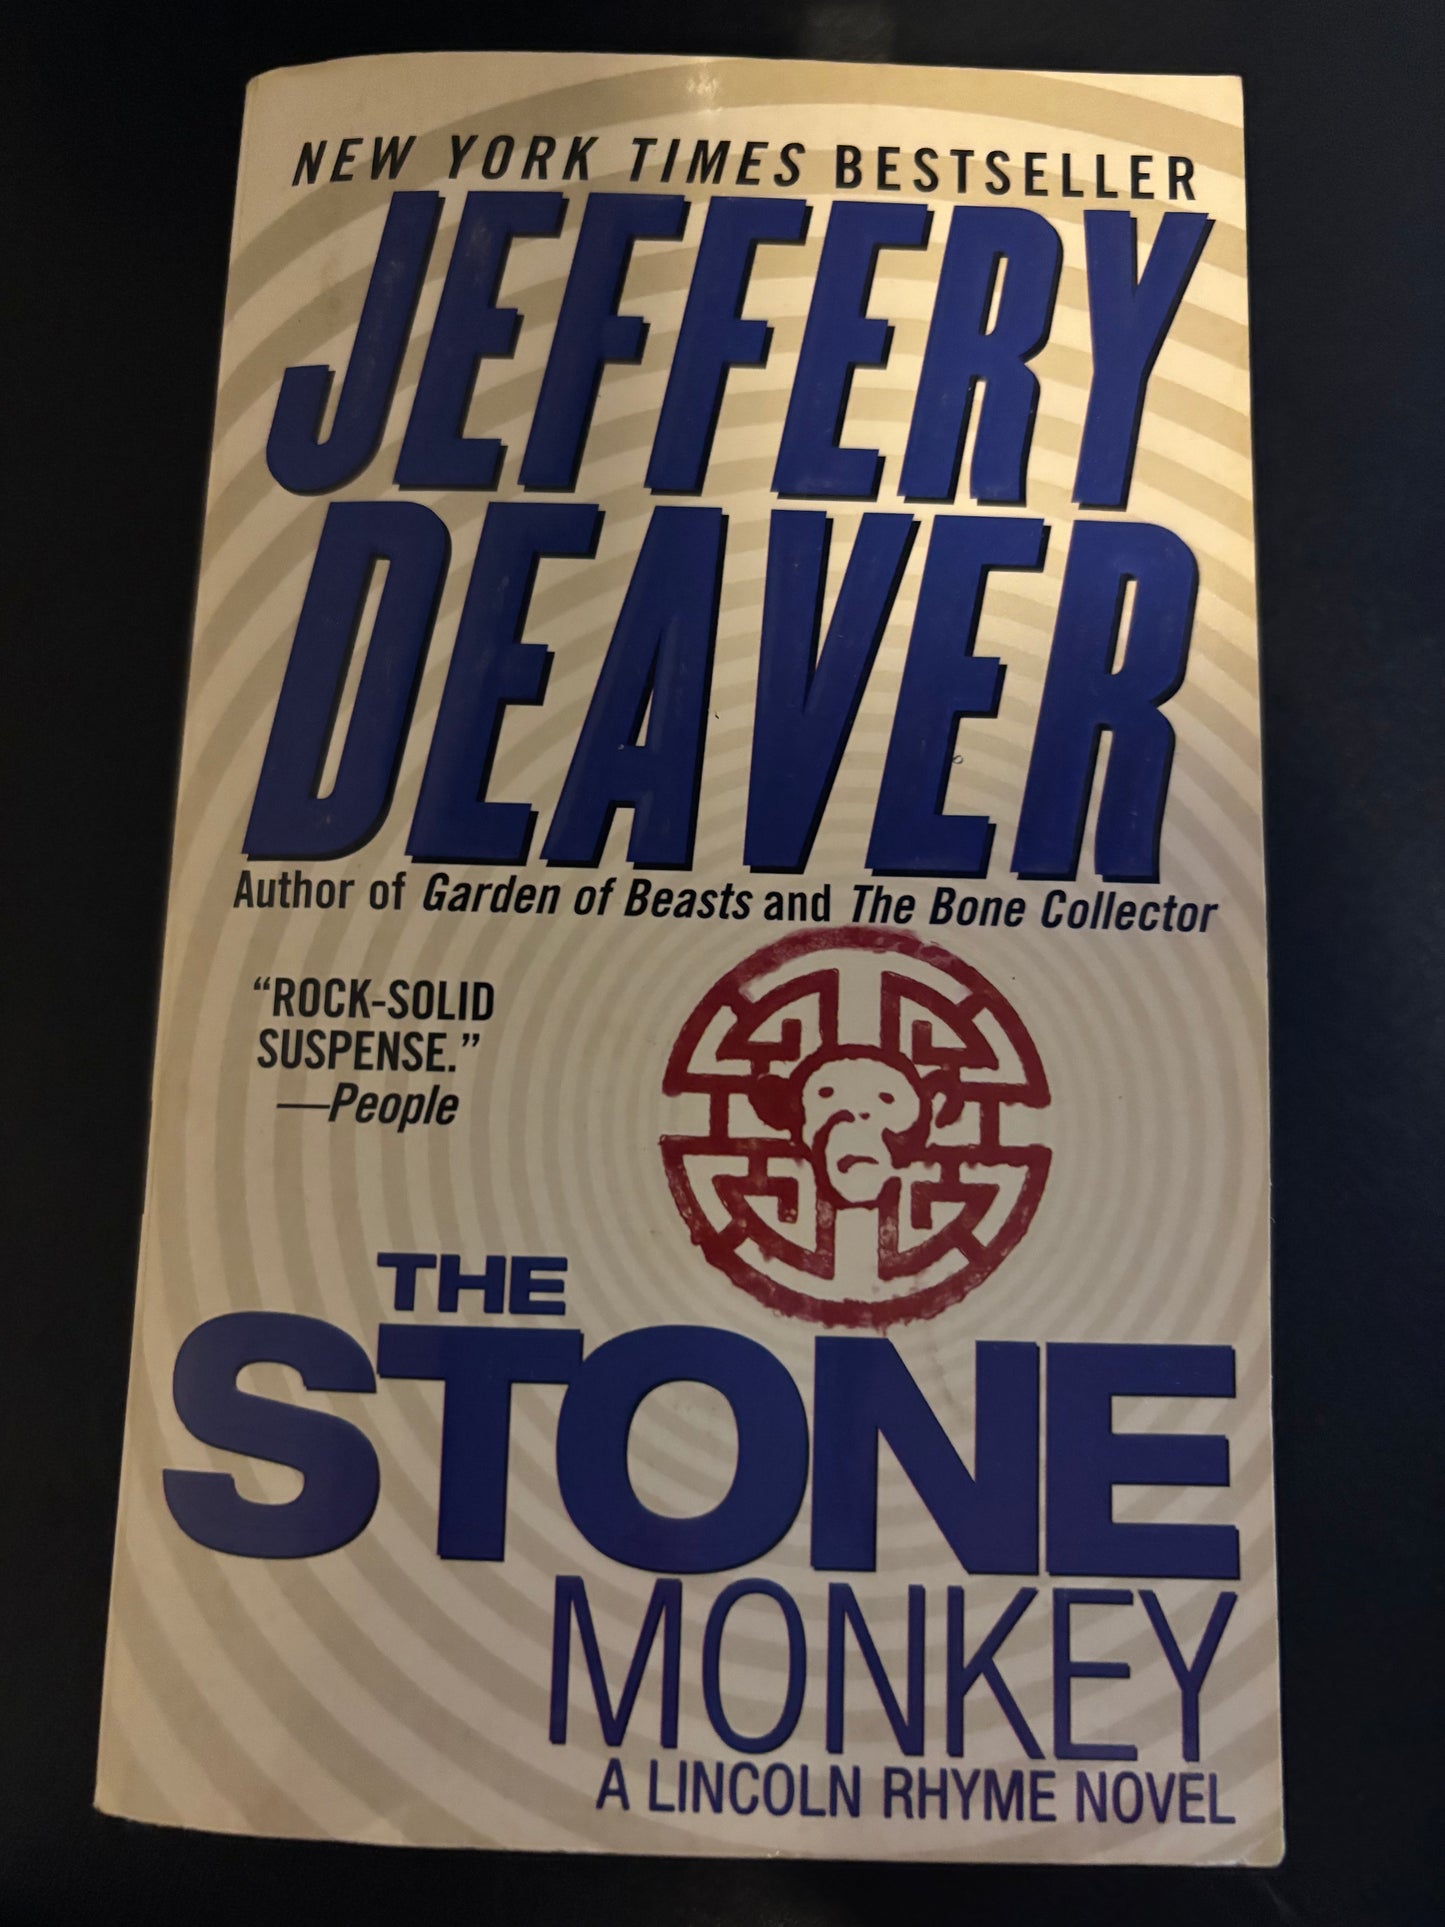 NEW YORK TIMES BESTSELLER
JEFFERY
DEAVER
Author of Garden of Beasts and The Bone Collector
“ROCK-SOLID
SUSPENSE.”
—People
THE
STONE
MONKEY
A LINCOLN RHYME NOVEL